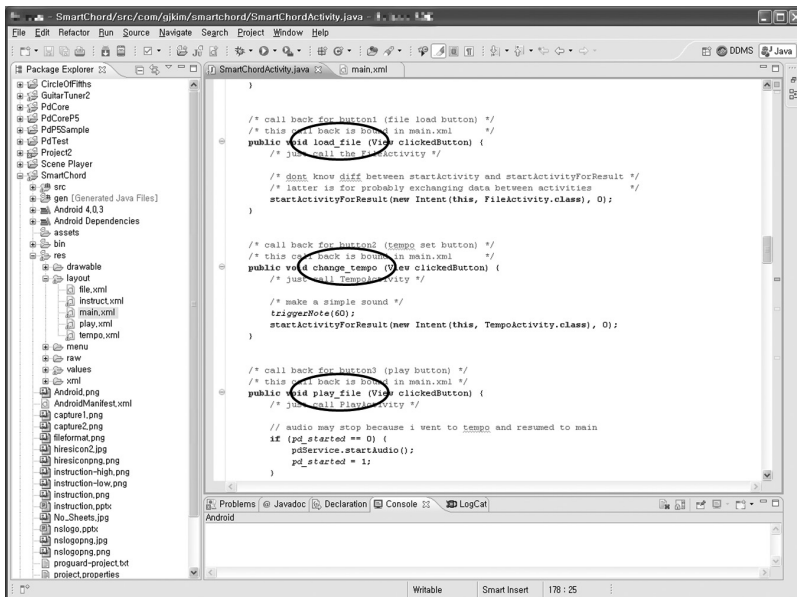 - SmartChord/src/com/gjkim/smartchord/SmartChordActivity.java -
File Edit Refactor Run Source Navigate Search Project Window Help
DDMS Java
Package Explorer
SmartChordActivity.java main.xml
CircleOfFifths
GuitarTuner2
PdCore
PdCoreP5
PdP5Sample
PdTest
Project2
Scene Player
SmartChord
src
gen [Generated Java Files]
Android 4.0.3
Android Dependencies
assets
bin
res
drawable
layout
file.xml
instruct.xml
main.xml
play.xml
tempo.xml
menu
raw
values
xml
Android.png
AndroidManifest.xml
capture1.png
capture2.png
fileformat.png
hiresicon2.jpg
hiresiconpng.png
instruction-high.png
instruction-low.png
instruction.png
instruction.pptx
No_Sheets.jpg
nslogo.pptx
nslogopng.jpg
nslogopng.png
proguard-project.txt
project.properties
}
/* call back for button1 (file load button) */
/* this call back is bound in main.xml */
public void load_file (View clickedButton) {
/* just call the FileActivity */
/* dont know diff between startActivity and startActivityForResult */
/* latter is for probably exchanging data between activities */
startActivityForResult(new Intent(this, FileActivity.class), 0);
}
/* call back for button2 (tempo set button) */
/* this call back is bound in main.xml */
public void change_tempo (View clickedButton) {
/* just call TempoActivity */
/* make a simple sound */
triggerNote(60);
startActivityForResult(new Intent(this, TempoActivity.class), 0);
}
/* call back for button3 (play button) */
/* this call back is bound in main.xml */
public void play_file (View clickedButton) {
/* just call PlayActivity */
// audio may stop because i went to tempo and resumed to main
if (pd_started == 0) {
pdService.startAudio();
pd_started = 1;
}
Problems @ Javadoc Declaration Console LogCat
Android
Writable Smart Insert 178 : 25